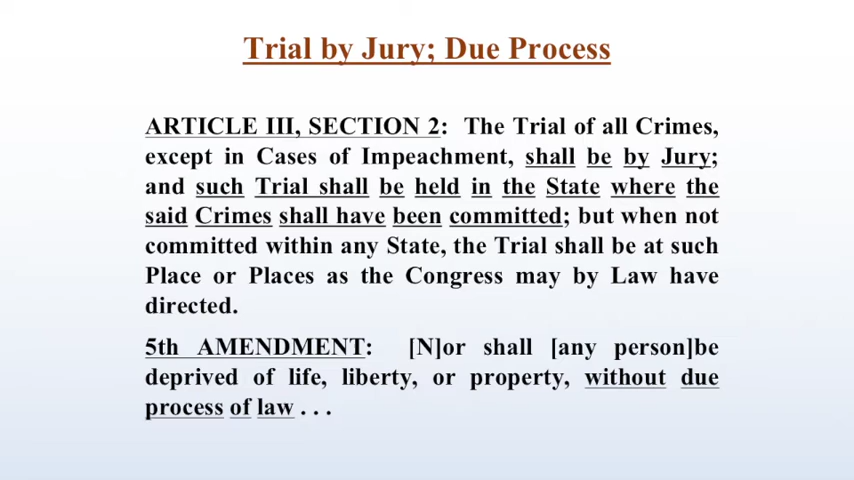 Trial by Jury; Due Process
ARTICLE III, SECTION 2: The Trial of all Crimes,
except in Cases of Impeachment, shall be by Jury;
and such Trial shall be held in the State where the
said Crimes shall have been committed; but when not
committed within any State, the Trial shall be at such
Place or Places as the Congress may by Law have
directed.
5th AMENDMENT: [N]or shall [any person]be
deprived of life, liberty, or property, without due
process of law . . .